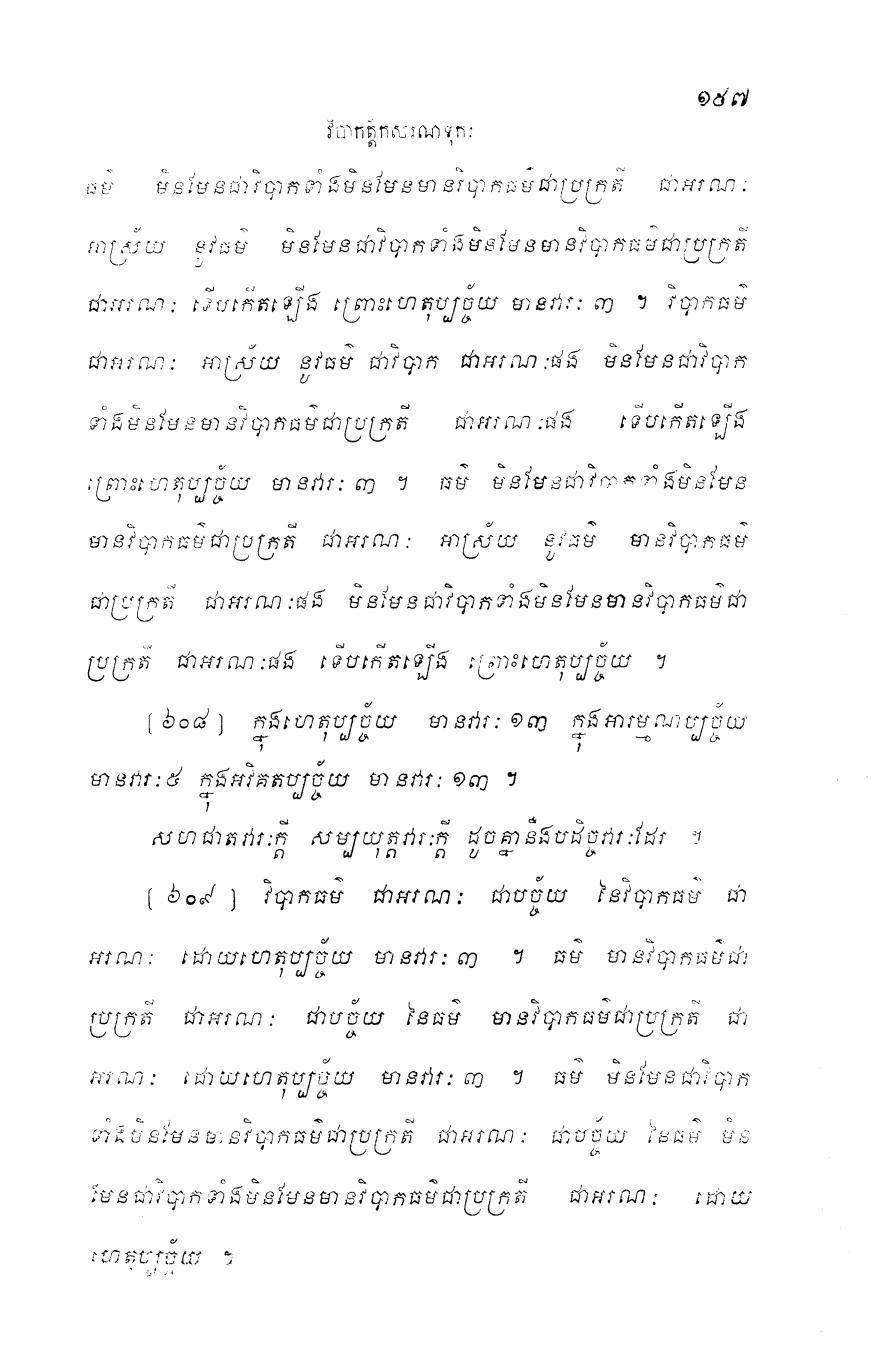 ១៥៧
វិបាកត្តិកសរណទុកៈ
ធម៌ មិនមែនជាវិបាកទាំងមិនមែនមានវិបាកធម៌ជាប្រក្រតី ជាអរណៈ
អាស្រ័យ នូវធម៌ មិនមែនជាវិបាកទាំងមិនមែនមានវិបាកធម៌ជាប្រក្រតី
ជាអរណៈ ទើបកើតឡើង ព្រោះហេតុប្បច្ច័យ មានវារៈ ៣ ។ វិបាកធម៌
ជាអរណៈ អាស្រ័យ នូវធម៌ ជាវិបាក ជាអរណៈផង មិនមែនជាវិបាក
ទាំងមិនមែនមានវិបាកធម៌ជាប្រក្រតី ជាអរណៈផង ទើបកើតឡើង
ព្រោះហេតុប្បច្ច័យ មានវារៈ ៣ ។ ធម៌ មិនមែនជាវិបាកទាំងមិនមែន
មានវិបាកធម៌ជាប្រក្រតី ជាអរណៈ អាស្រ័យ នូវធម៌ មានវិបាកធម៌
ជាប្រក្រតី ជាអរណៈផង មិនមែនជាវិបាកទាំងមិនមែនមានវិបាកធម៌ជា
ប្រក្រតី ជាអរណៈផង ទើបកើតឡើង ព្រោះហេតុប្បច្ច័យ ។
(៦០៨) ក្នុងហេតុប្បច្ច័យ មានវារៈ ១៣ ក្នុងអារម្មណប្បច្ច័យ
មានវារៈ ៥ ក្នុងអវិគតប្បច្ច័យ មានវារៈ ១៣ ។
សហជាតវារៈក្តី សម្បយុត្តវារៈក្តី ដូចគ្នានឹងបដិច្ចវារៈដែរ ។
(៦០៩) វិបាកធម៌ ជាអរណៈ ជាបច្ច័យ នៃវិបាកធម៌ ជា
អរណៈ ដោយហេតុប្បច្ច័យ មានវារៈ ៣ ។ ធម៌ មានវិបាកធម៌ជា
ប្រក្រតី ជាអរណៈ ជាបច្ច័យ នៃធម៌ មានវិបាកធម៌ជាប្រក្រតី ជា
អរណៈ ដោយហេតុប្បច្ច័យ មានវារៈ ៣ ។ ធម៌ មិនមែនជាវិបាក
ទាំងមិនមែនមានវិបាកធម៌ជាប្រក្រតី ជាអរណៈ ជាបច្ច័យ នៃធម៌ មិន
មែនជាវិបាកទាំងមិនមែនមានវិបាកធម៌ជាប្រក្រតី ជាអរណៈ ដោយ
ហេតុប្បច្ច័យ ។